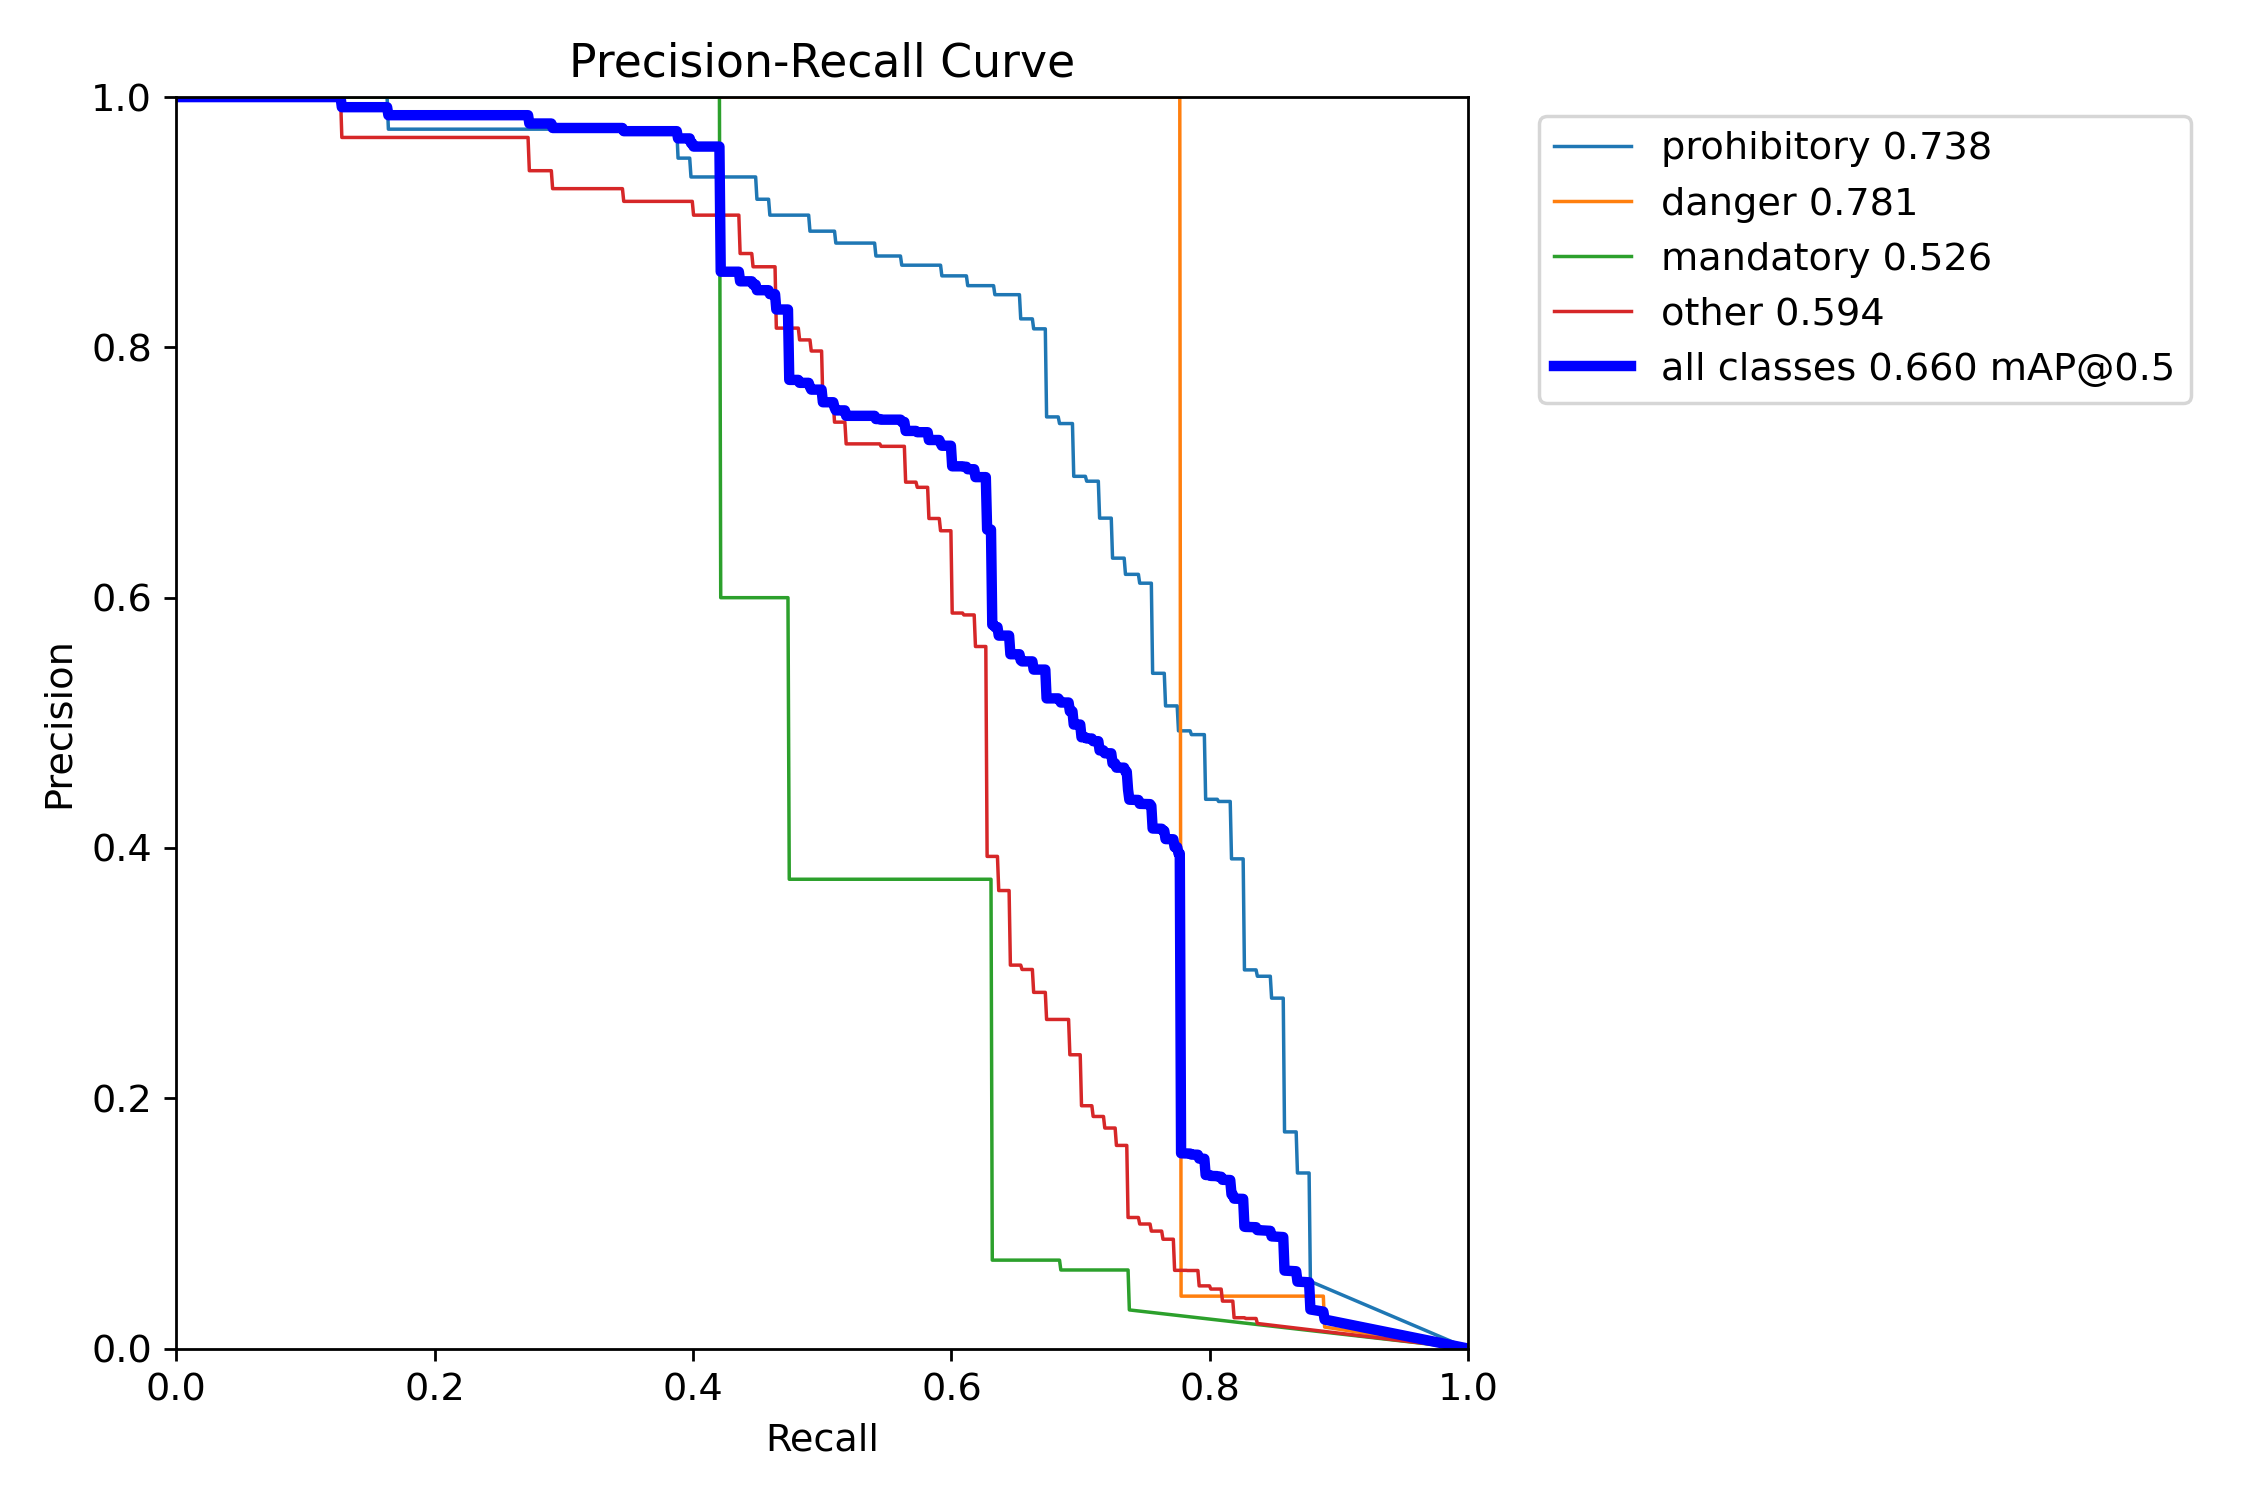 Precision-Recall Curve
prohibitory 0.738
danger 0.781
mandatory 0.526
other 0.594
all classes 0.660 mAP@0.5
1.0
0.8
0.6
0.4
0.2
0.0
Precision
0.0 0.2 0.4 0.6 0.8 1.0
Recall